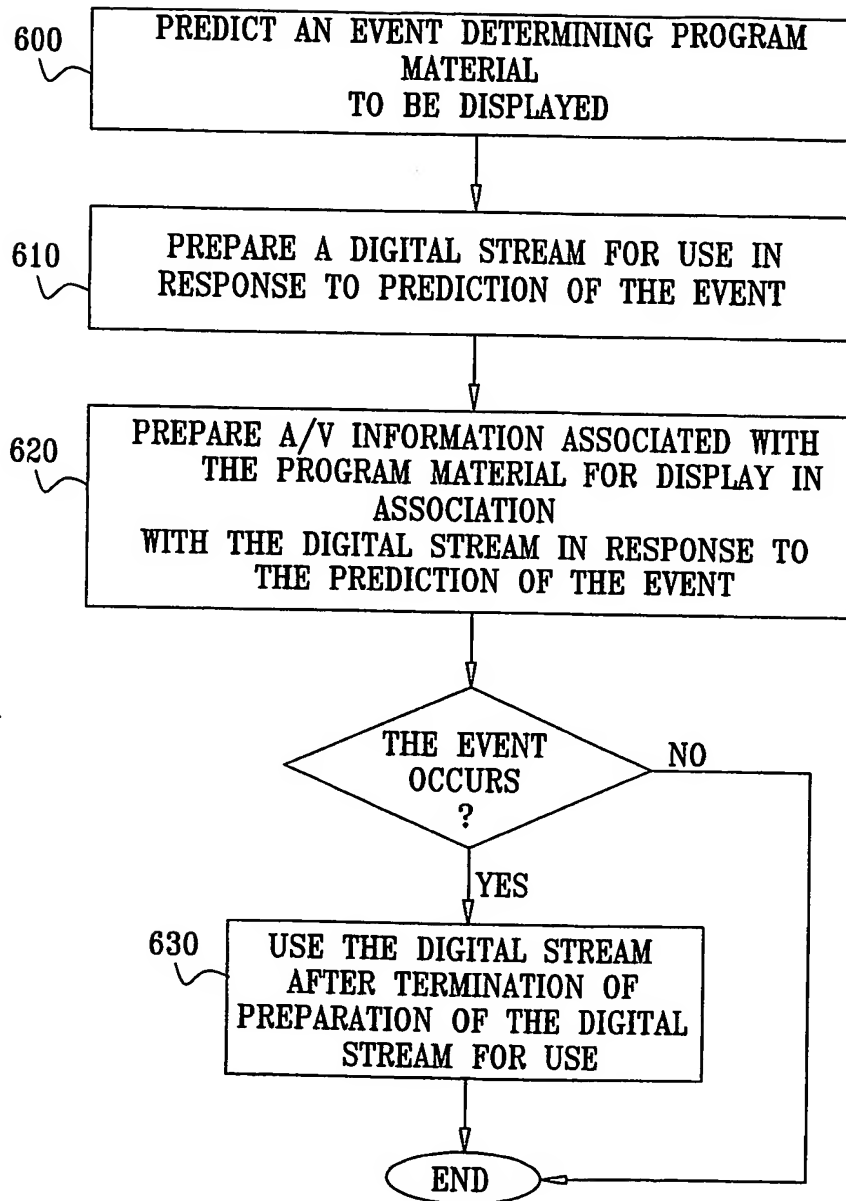 600
PREDICT AN EVENT DETERMINING PROGRAM
MATERIAL
TO BE DISPLAYED
610
PREPARE A DIGITAL STREAM FOR USE IN
RESPONSE TO PREDICTION OF THE EVENT
620
PREPARE A/V INFORMATION ASSOCIATED WITH
THE PROGRAM MATERIAL FOR DISPLAY IN
ASSOCIATION
WITH THE DIGITAL STREAM IN RESPONSE TO
THE PREDICTION OF THE EVENT
THE EVENT
OCCURS
?
NO
YES
630
USE THE DIGITAL STREAM
AFTER TERMINATION OF
PREPARATION OF THE DIGITAL
STREAM FOR USE
END